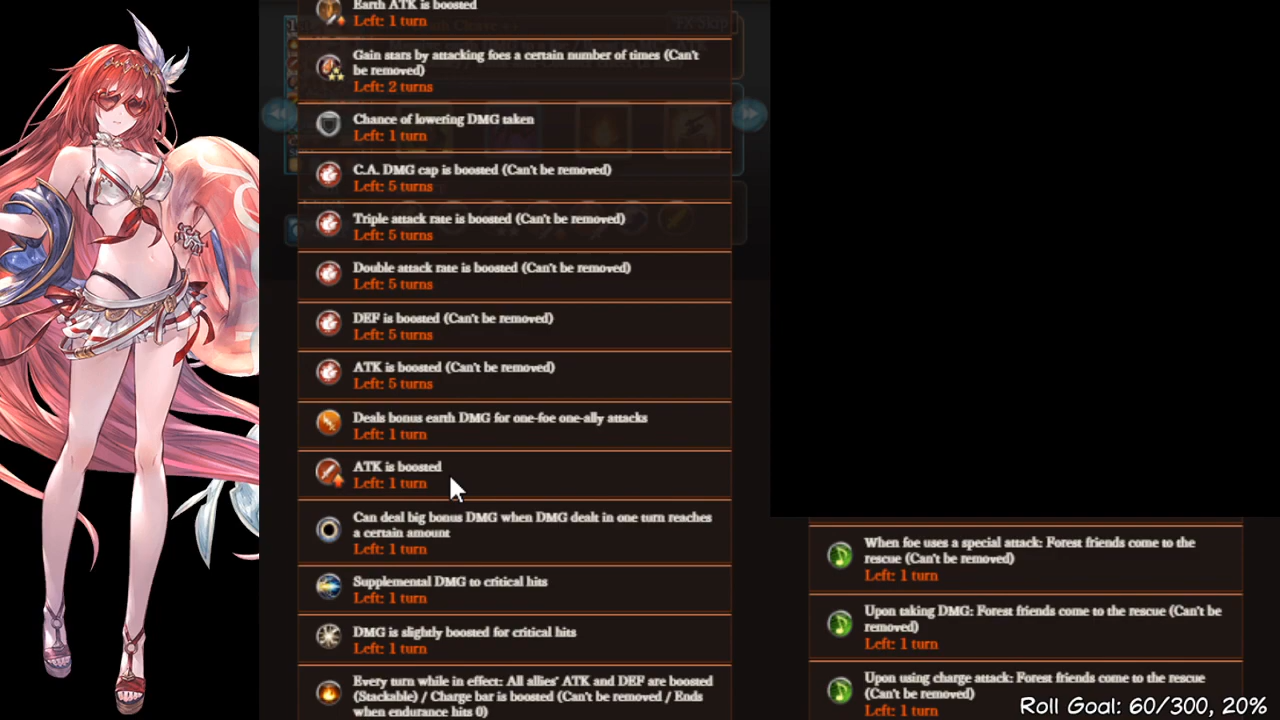 Earth ATK is boosted
Left: 1 turn
Gain stars by attacking foes a certain number of times (Can't
be removed)
Left: 2 turns
Chance of lowering DMG taken
Left: 1 turn
C.A. DMG cap is boosted (Can't be removed)
Left: 5 turns
Triple attack rate is boosted (Can't be removed)
Left: 5 turns
Double attack rate is boosted (Can't be removed)
Left: 5 turns
DEF is boosted (Can't be removed)
Left: 5 turns
ATK is boosted (Can't be removed)
Left: 5 turns
Deals bonus earth DMG for one-foe one-ally attacks
Left: 1 turn
ATK is boosted
Left: 1 turn
Can deal big bonus DMG when DMG dealt in one turn reaches
a certain amount
Left: 1 turn
Supplemental DMG to critical hits
Left: 1 turn
DMG is slightly boosted for critical hits
Left: 1 turn
Every turn while in effect: All allies' ATK and DEF are boosted
(Stackable) / Charge bar is boosted (Can't be removed / Ends
when endurance hits 0)
When foe uses a special attack: Forest friends come to the
rescue (Can't be removed)
Left: 1 turn
Upon taking DMG: Forest friends come to the rescue (Can't be
removed)
Left: 1 turn
Upon using charge attack: Forest friends come to the rescue
(Can't be removed)
Left: 1 turn
Roll Goal: 60/300, 20%